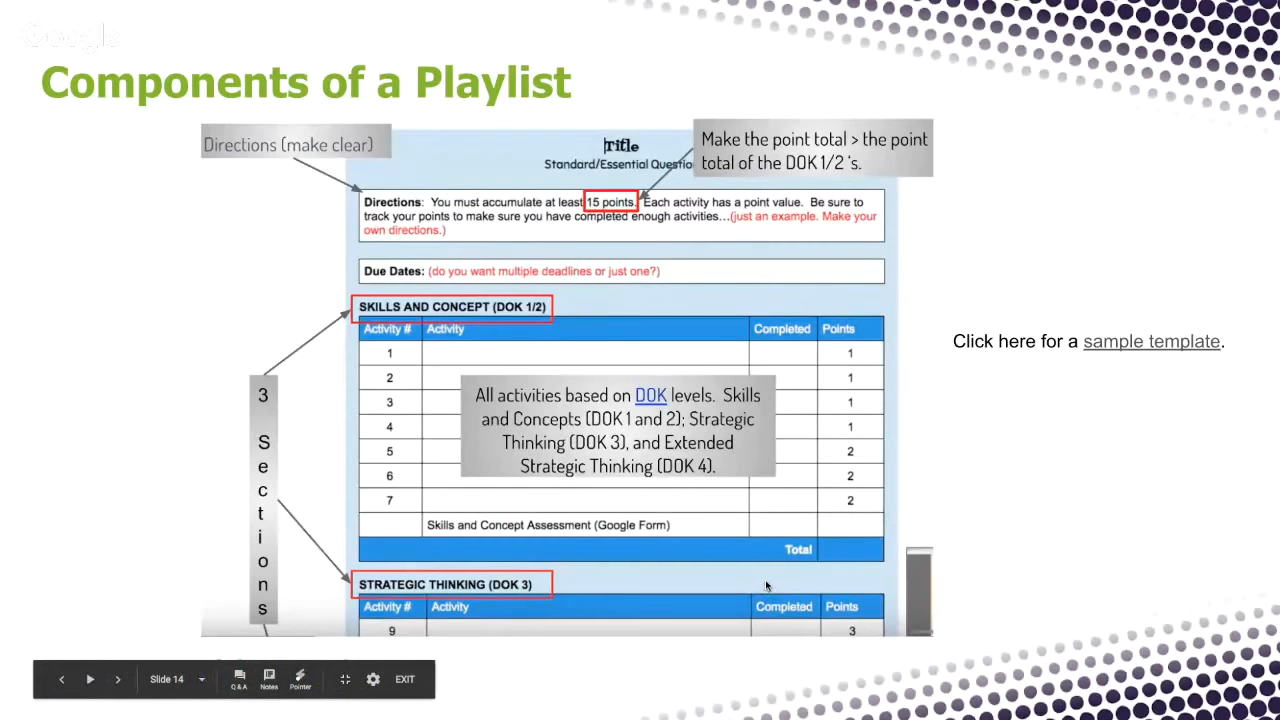 Google
Components of a Playlist
Directions (make clear)
Make the point total > the point
total of the DOK 1/2 's.
Title
Standard/Essential Questio
Directions: You must accumulate at least 15 points. Each activity has a point value. Be sure to
track your points to make sure you have completed enough activities…(just an example. Make your
own directions.)
Due Dates: (do you want multiple deadlines or just one?)
SKILLS AND CONCEPT (DOK 1/2)
Activity # Activity Completed Points
1 1
2 1
3 1
4 1
5 2
6 2
7 2
Skills and Concept Assessment (Google Form)
Total
All activities based on DOK levels. Skills
and Concepts (DOK 1 and 2); Strategic
Thinking (DOK 3), and Extended
Strategic Thinking (DOK 4).
3
S
e
c
t
i
o
n
s
STRATEGIC THINKING (DOK 3)
Activity # Activity Completed Points
9 3
Click here for a sample template.
Slide 14
Q & A
Notes
Pointer
EXIT